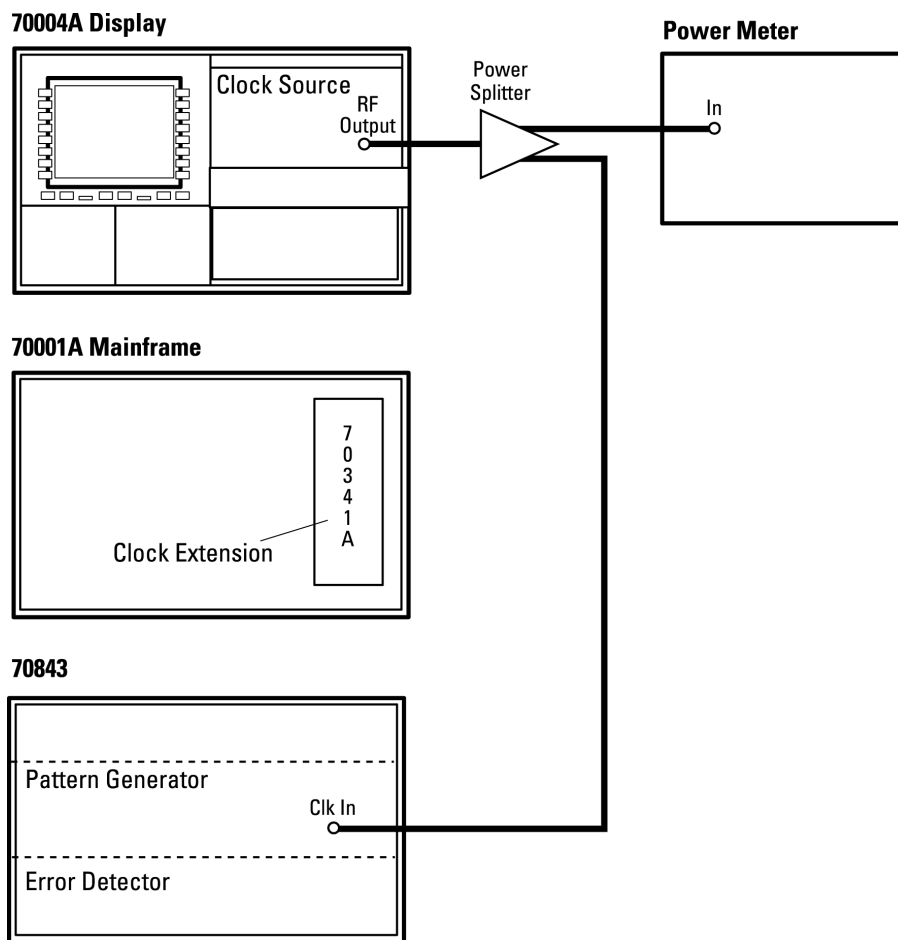 70004A Display
Power Meter
Clock Source
RF
Output
Power
Splitter
In
70001A Mainframe
7
0
3
4
1
A
Clock Extension
70843
Pattern Generator
Clk In
Error Detector